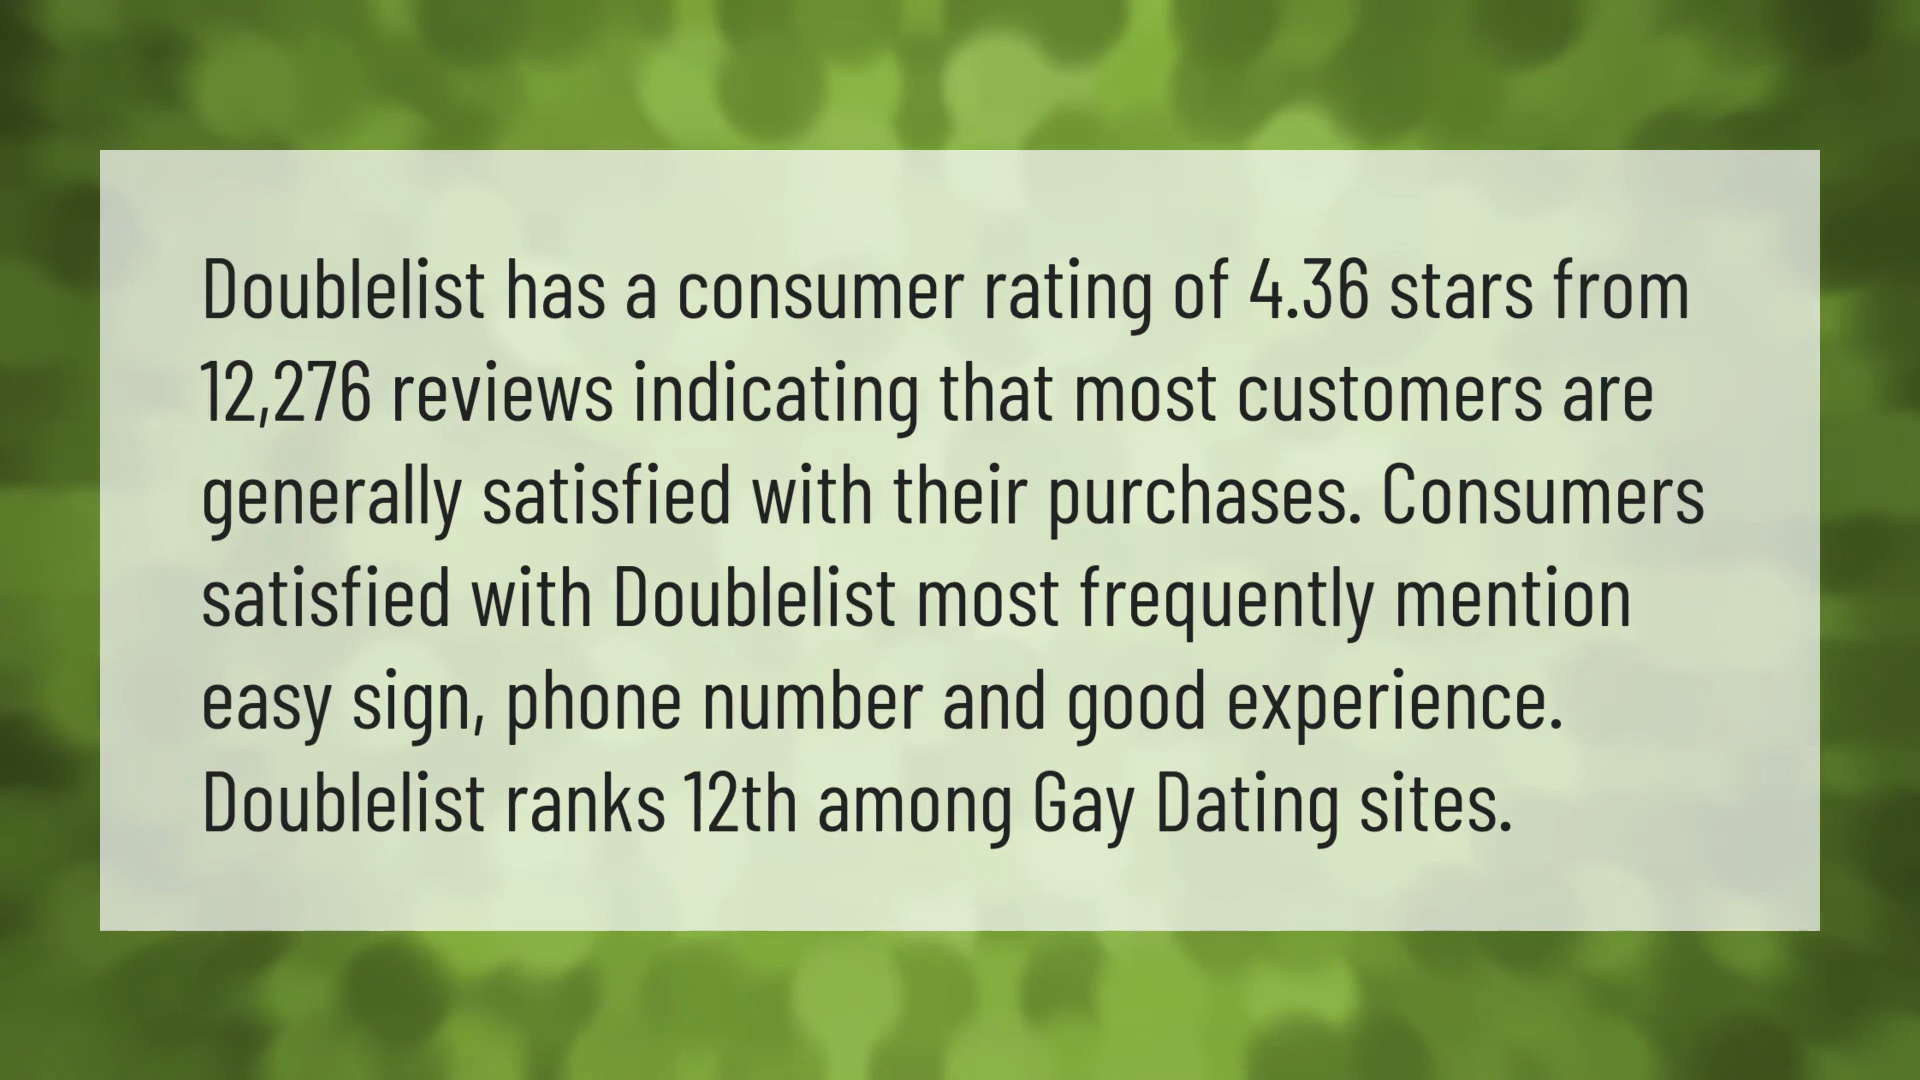 Doublelist has a consumer rating of 4.36 stars from
12,276 reviews indicating that most customers are
generally satisfied with their purchases. Consumers
satisfied with Doublelist most frequently mention
easy sign, phone number and good experience.
Doublelist ranks 12th among Gay Dating sites.